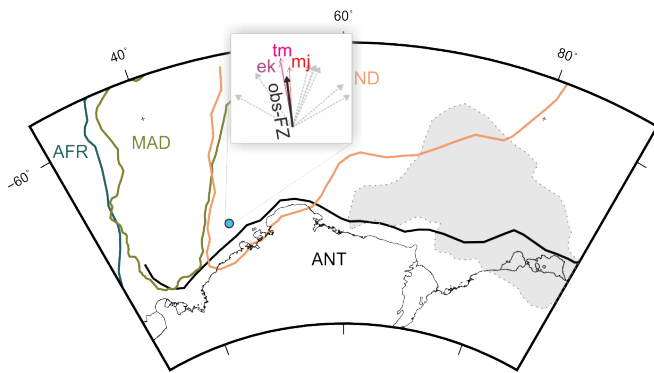 60°
40°
80°
−60°
tm
ek
mj
obs-FZ
ND
AFR
MAD
ANT